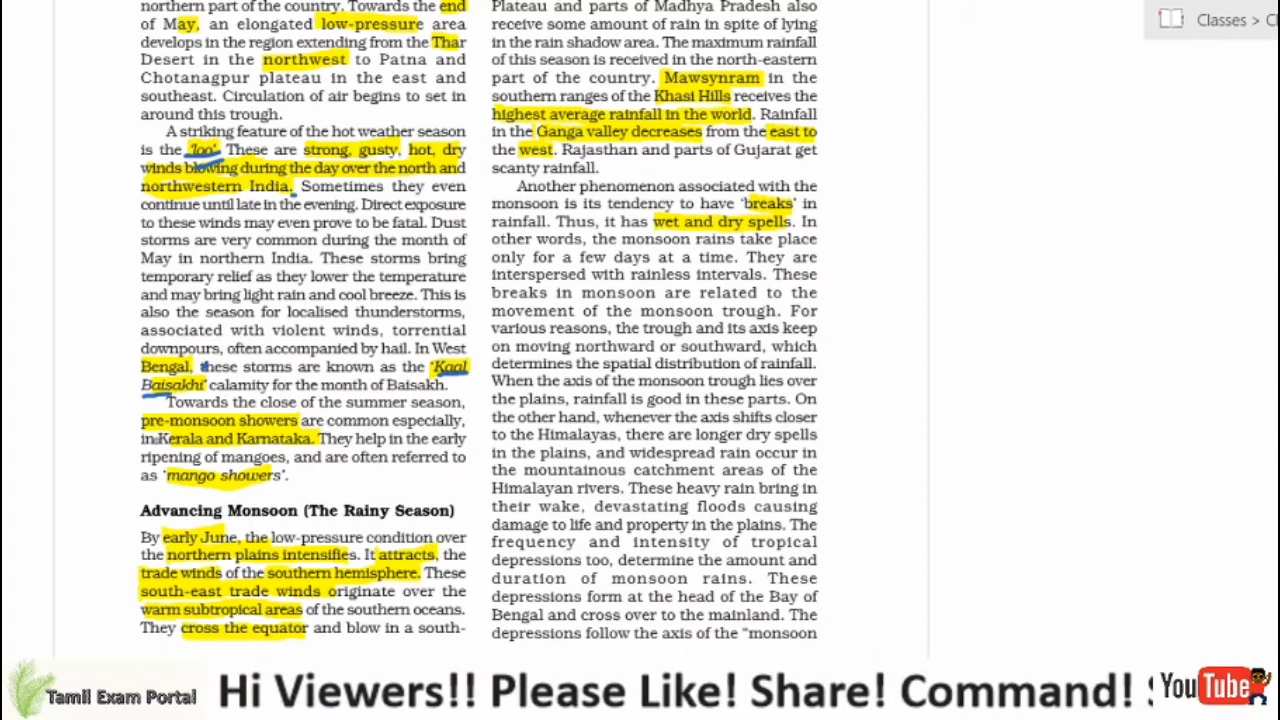 northern part of the country. Towards the end
of May, an elongated low-pressure area
develops in the region extending from the Thar
Desert in the northwest to Patna and
Chotanagpur plateau in the east and
southeast. Circulation of air begins to set in
around this trough.
A striking feature of the hot weather season
is the 'loo'. These are strong, gusty, hot, dry
winds blowing during the day over the north and
northwestern India. Sometimes they even
continue until late in the evening. Direct exposure
to these winds may even prove to be fatal. Dust
storms are very common during the month of
May in northern India. These storms bring
temporary relief as they lower the temperature
and may bring light rain and cool breeze. This is
also the season for localised thunderstorms,
associated with violent winds, torrential
downpours, often accompanied by hail. In West
Bengal, these storms are known as the 'Kaal
Baisakhi' calamity for the month of Baisakh.
Towards the close of the summer season,
pre-monsoon showers are common especially,
in Kerala and Karnataka. They help in the early
ripening of mangoes, and are often referred to
as 'mango showers'.
Advancing Monsoon (The Rainy Season)
By early June, the low-pressure condition over
the northern plains intensifies. It attracts, the
trade winds of the southern hemisphere. These
south-east trade winds originate over the
warm subtropical areas of the southern oceans.
They cross the equator and blow in a south-
Plateau and parts of Madhya Pradesh also
receive some amount of rain in spite of lying
in the rain shadow area. The maximum rainfall
of this season is received in the north-eastern
part of the country. Mawsynram in the
southern ranges of the Khasi Hills receives the
highest average rainfall in the world. Rainfall
in the Ganga valley decreases from the east to
the west. Rajasthan and parts of Gujarat get
scanty rainfall.
Another phenomenon associated with the
monsoon is its tendency to have 'breaks' in
rainfall. Thus, it has wet and dry spells. In
other words, the monsoon rains take place
only for a few days at a time. They are
interspersed with rainless intervals. These
breaks in monsoon are related to the
movement of the monsoon trough. For
various reasons, the trough and its axis keep
on moving northward or southward, which
determines the spatial distribution of rainfall.
When the axis of the monsoon trough lies over
the plains, rainfall is good in these parts. On
the other hand, whenever the axis shifts closer
to the Himalayas, there are longer dry spells
in the plains, and widespread rain occur in
the mountainous catchment areas of the
Himalayan rivers. These heavy rain bring in
their wake, devastating floods causing
damage to life and property in the plains. The
frequency and intensity of tropical
depressions too, determine the amount and
duration of monsoon rains. These
depressions form at the head of the Bay of
Bengal and cross over to the mainland. The
depressions follow the axis of the "monsoon
Classes > C
Tamil Exam Portal
Hi Viewers!! Please Like! Share! Command!
YouTube